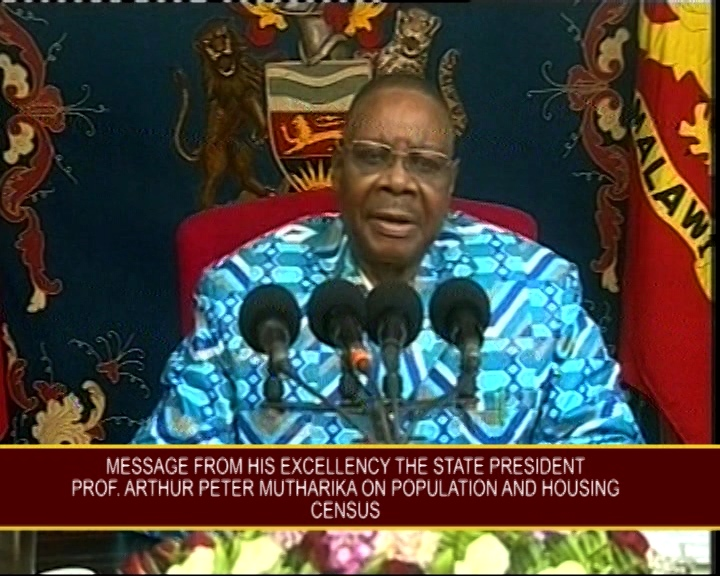 MALAWI
MESSAGE FROM HIS EXCELLENCY THE STATE PRESIDENT
PROF. ARTHUR PETER MUTHARIKA ON POPULATION AND HOUSING
CENSUS